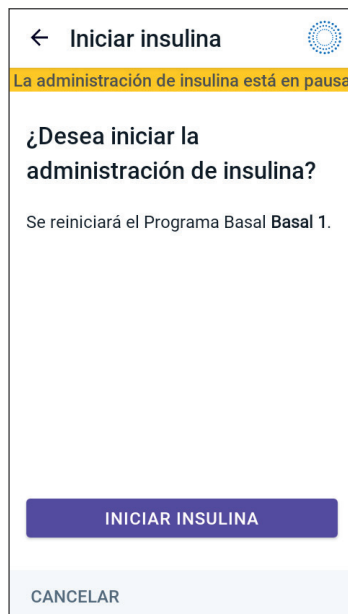 Iniciar insulina
La administración de insulina está en pausa
¿Desea iniciar la
administración de insulina?
Se reiniciará el Programa Basal Basal 1.
INICIAR INSULINA
CANCELAR